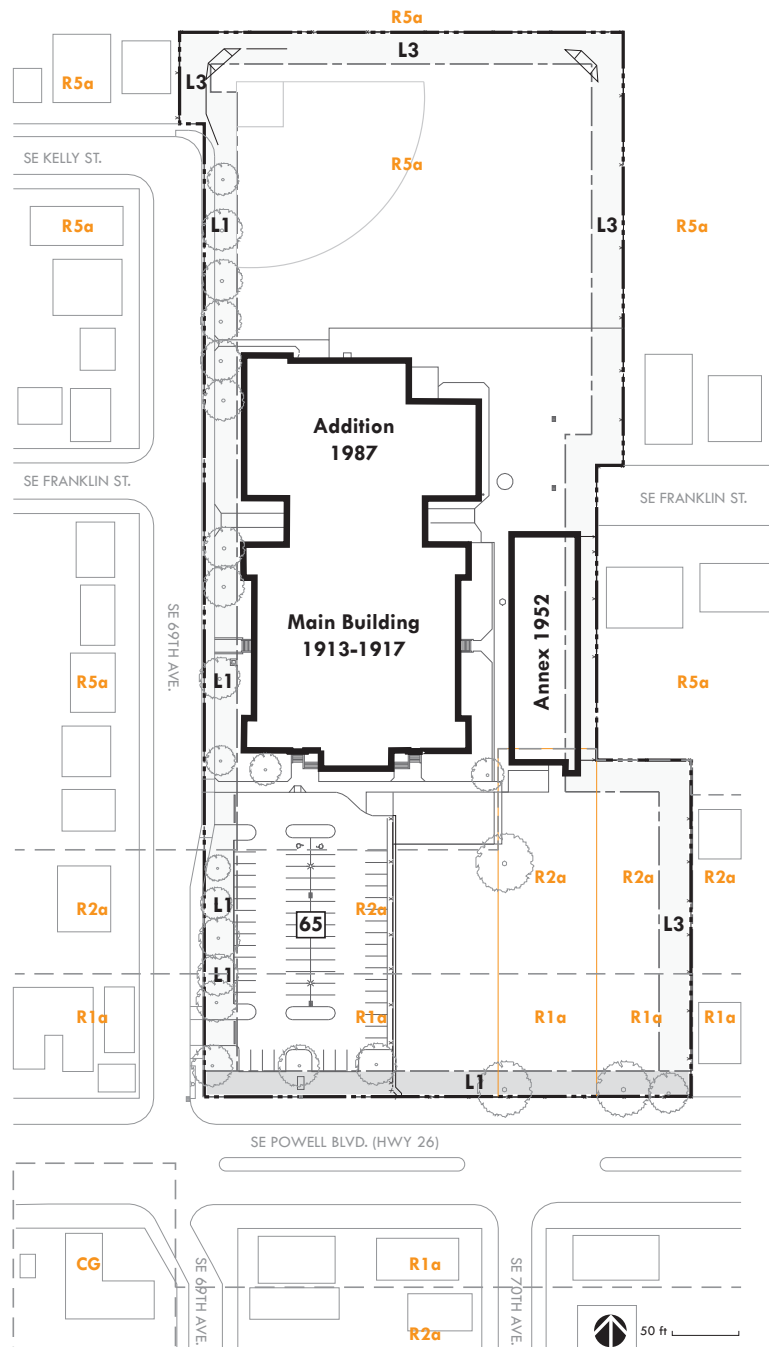 R5a
L3
R5a
L3
SE KELLY ST.
R5a
R5a
L1
L3
R5a
Addition
1987
SE FRANKLIN ST.
SE FRANKLIN ST.
Annex 1952
Main Building
1913-1917
SE 69TH AVE.
R5a
L1
R5a
R2a
L1
65
R2a
R2a
R2a
R2a
L3
L1
R1a
R1a
R1a
R1a
R1a
L1
SE POWELL BLVD. (HWY 26)
CG
SE 69TH AVE.
R1a
SE 70TH AVE.
R2a
50 ft